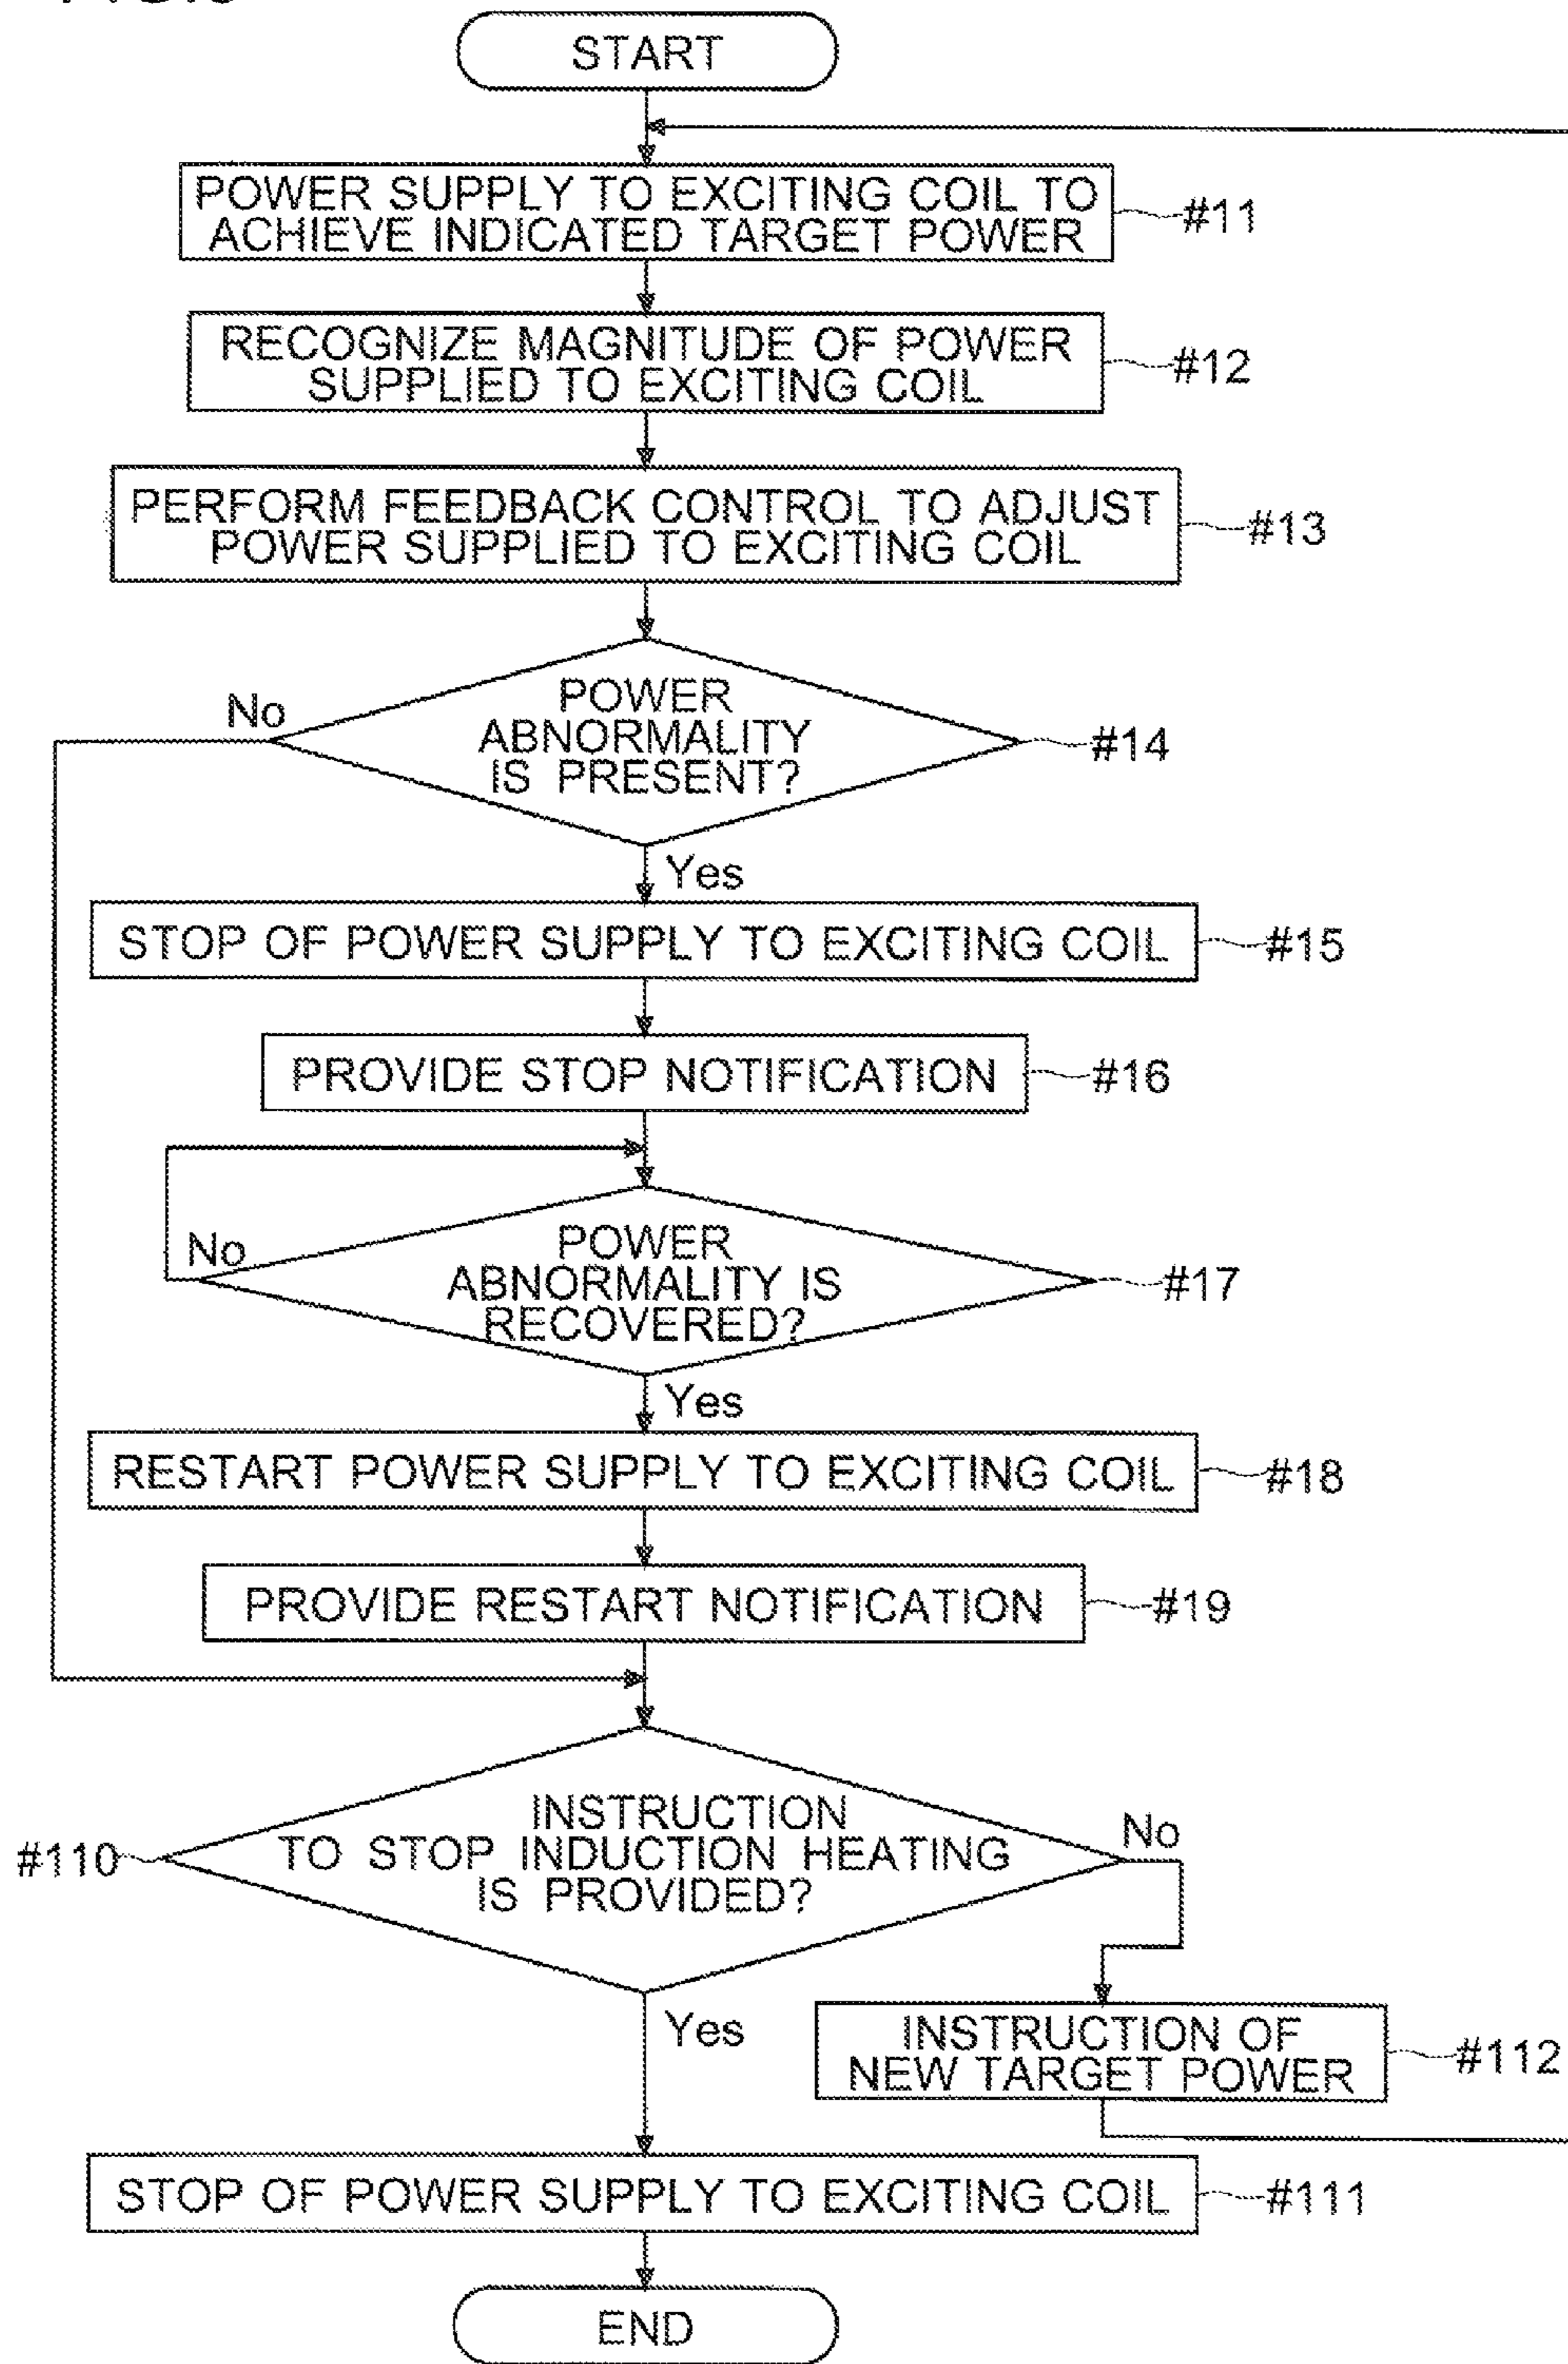 START
POWER SUPPLY TO EXCITING COIL TO
ACHIEVE INDICATED TARGET POWER
#11
RECOGNIZE MAGNITUDE OF POWER
SUPPLIED TO EXCITING COIL
#12
PERFORM FEEDBACK CONTROL TO ADJUST
POWER SUPPLIED TO EXCITING COIL
#13
No
POWER
ABNORMALITY
IS PRESENT?
#14
Yes
STOP OF POWER SUPPLY TO EXCITING COIL
#15
PROVIDE STOP NOTIFICATION
#16
No
POWER
ABNORMALITY IS
RECOVERED?
#17
Yes
RESTART POWER SUPPLY TO EXCITING COIL
#18
PROVIDE RESTART NOTIFICATION
#19
#110
INSTRUCTION
TO STOP INDUCTION HEATING
IS PROVIDED?
No
Yes
INSTRUCTION OF
NEW TARGET POWER
#112
STOP OF POWER SUPPLY TO EXCITING COIL
#111
END